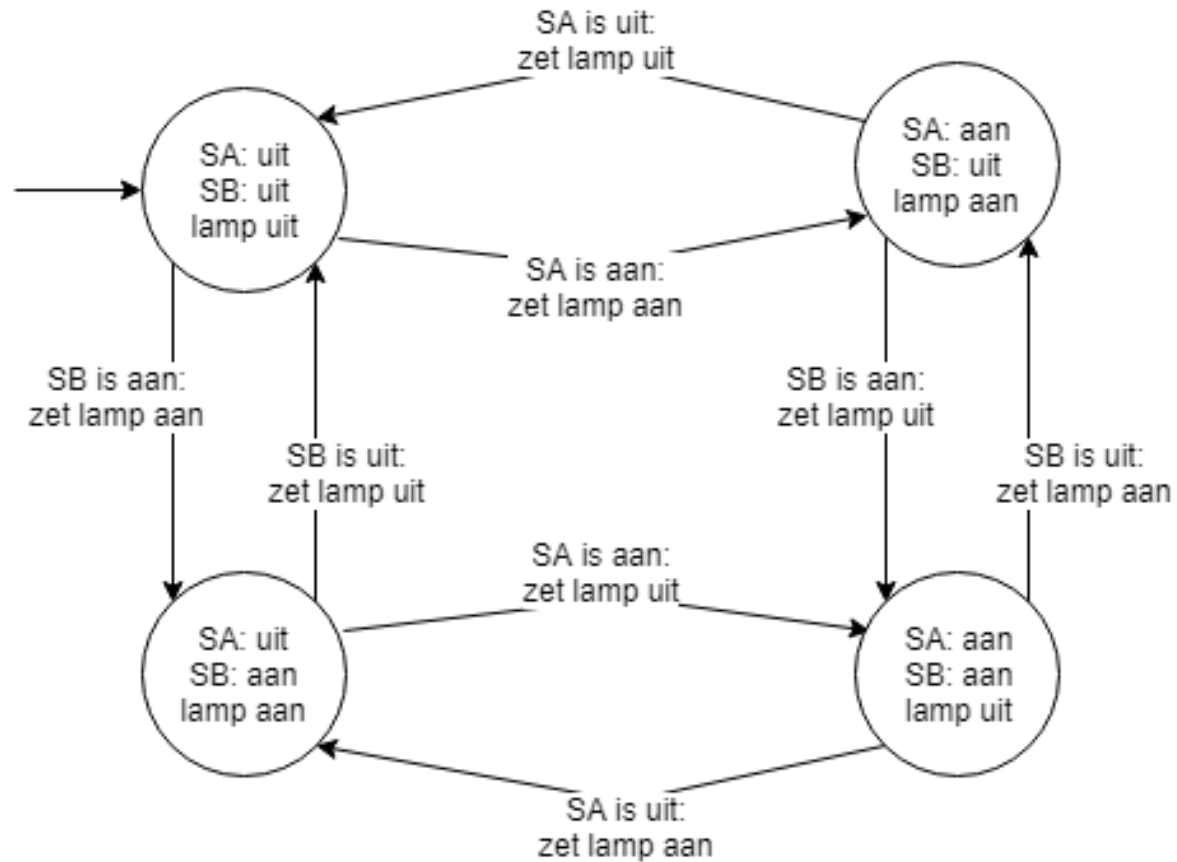 SA is uit:
zet lamp uit
SA: uit
SB: uit
lamp uit
SA: aan
SB: uit
lamp aan
SA is aan:
zet lamp aan
SB is aan:
zet lamp aan
SB is uit:
zet lamp uit
SB is aan:
zet lamp uit
SB is uit:
zet lamp aan
SA is aan:
zet lamp uit
SA: uit
SB: aan
lamp aan
SA: aan
SB: aan
lamp uit
SA is uit:
zet lamp aan